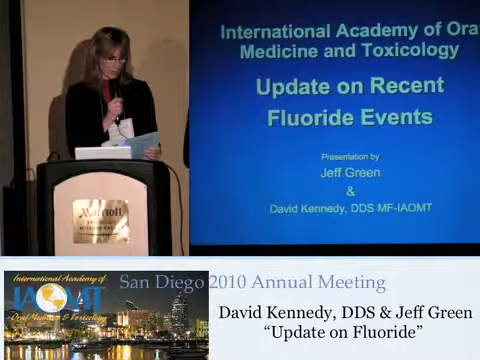 International Academy of Oral
Medicine and Toxicology
Update on Recent
Fluoride Events
Presentation by
Jeff Green
&
David Kennedy, DDS MF-IAOMT
Marriott
International Academy of
IAOMT
Oral Medicine & Toxicology
San Diego 2010 Annual Meeting
David Kennedy, DDS & Jeff Green
“Update on Fluoride”